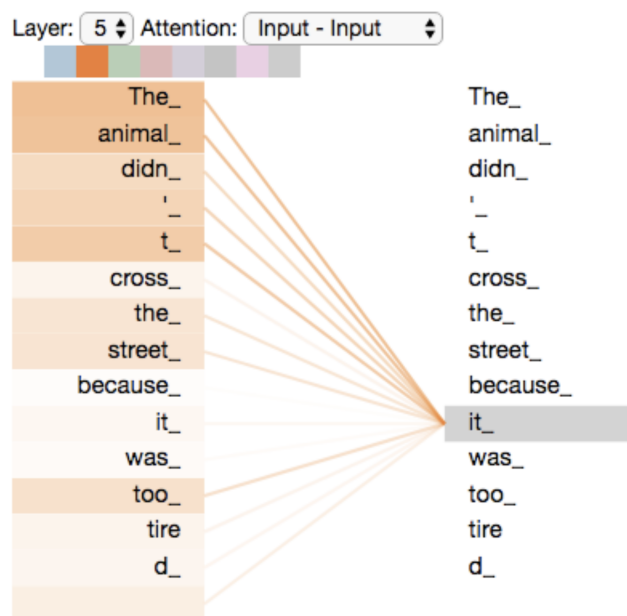 Layer: 5 Attention: Input - Input
The_ The_
animal_ animal_
didn_ didn_
'_ '_
t_ t_
cross_ cross_
the_ the_
street_ street_
because_ because_
it_ it_
was_ was_
too_ too_
tire tire
d_ d_